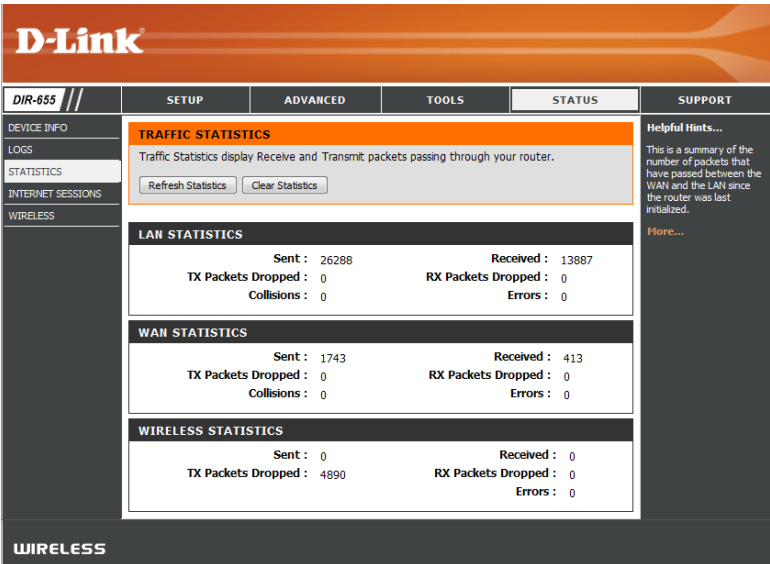 D-Link
DIR-655 // SETUP ADVANCED TOOLS STATUS SUPPORT
DEVICE INFO
LOGS
STATISTICS
INTERNET SESSIONS
WIRELESS
TRAFFIC STATISTICS
Traffic Statistics display Receive and Transmit packets passing through your router.
Refresh Statistics Clear Statistics
LAN STATISTICS
Sent : 26288 Received : 13887
TX Packets Dropped : 0 RX Packets Dropped : 0
Collisions : 0 Errors : 0
WAN STATISTICS
Sent : 1743 Received : 413
TX Packets Dropped : 0 RX Packets Dropped : 0
Collisions : 0 Errors : 0
WIRELESS STATISTICS
Sent : 0 Received : 0
TX Packets Dropped : 4890 RX Packets Dropped : 0
Errors : 0
Helpful Hints...
This is a summary of the
number of packets that
have passed between the
WAN and the LAN since
the router was last
initialized.
More...
WIRELESS